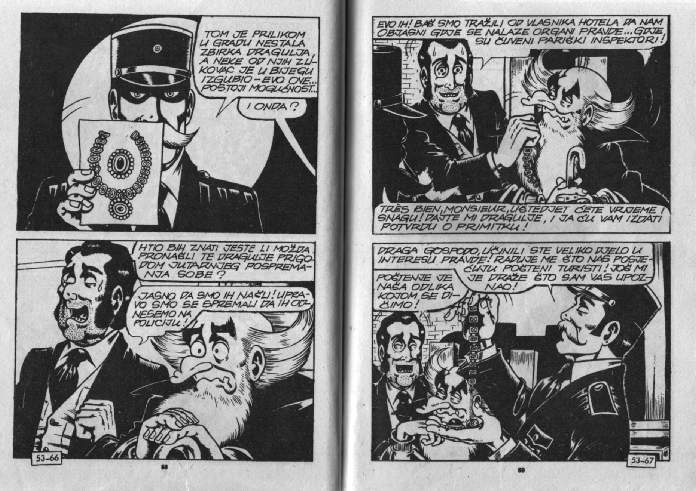 TOM JE PRILIKOM
U GRADU NESTALA
ZBIRKA DRAGULJA,
A NEKE OD NJIH ZLI-
KOVAC JE U BIJEGU
IZGUBIO - EVO ONE...
POSTOJI MOGUĆNOST...
I ONDA?
HTIO BIH ZNATI JESTE LI MOŽDA
PRONAŠLI TE DRAGULJE PRIGO-
DOM JUTARNJEG POSPREMA-
NJA SOBE?
JASNO DA SMO IH NAŠLI! UPRA-
VO SMO SE SPREMALI DA IH OD-
NESEMO NA
POLICIJU!
53-66
EVO IH! BAŠ SMO TRAŽILI OD VLASNIKA HOTELA DA NAM
OBJASNI GDJE SE NALAZE ORGANI PRAVDE...GDJE,
SU ČUVENI PARIŠKI INSPEKTORI!
TRÈS BIEN, MONSIEUR, UŠTEDJET ĆETE VRIJEME I
SNAGU! DAJTE MI DRAGULJE, I JA ĆU VAM IZDATI
POTVRDU O PRIMITKU!
DRAGA GOSPODO, UČINILI STE VELIKO DJELO U
INTERESU PRAVDE! RADUJE ME ŠTO NAS POSJE-
ĆUJU POŠTENI TURISTI! JOŠ MI
JE DRAŽE ŠTO SAM VAS UPOZ-
NAO!
POŠTENJE JE
NAŠA ODLIKA
KOJOM SE DI-
ČIMO!
53-67